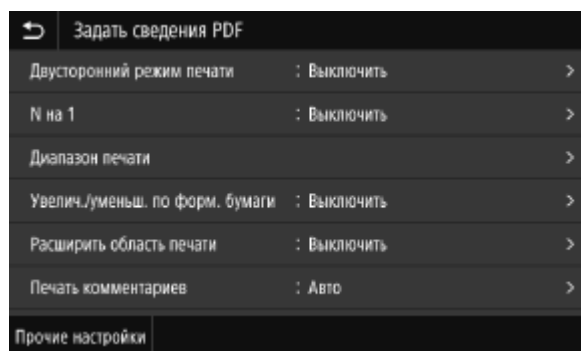 Задать сведения PDF
Двусторонний режим печати : Выключить
N на 1 : Выключить
Диапазон печати
Увелич./уменьш. по форм. бумаги : Выключить
Расширить область печати : Выключить
Печать комментариев : Авто
Прочие настройки